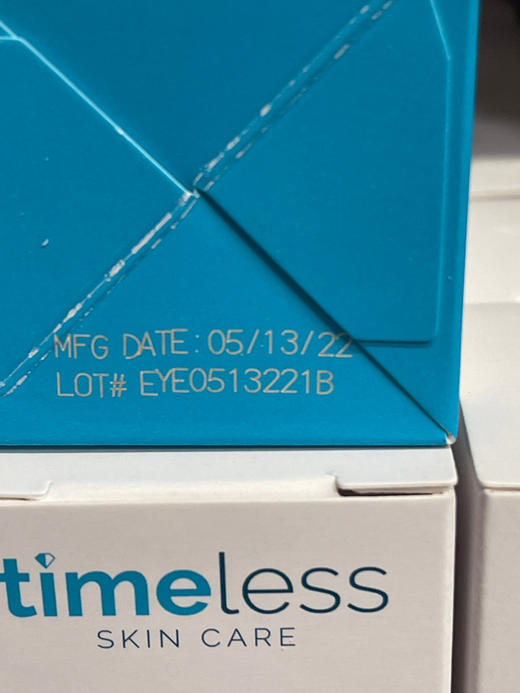 MFG DATE: 05/13/22
LOT# EYE0513221B
timeless
SKIN CARE